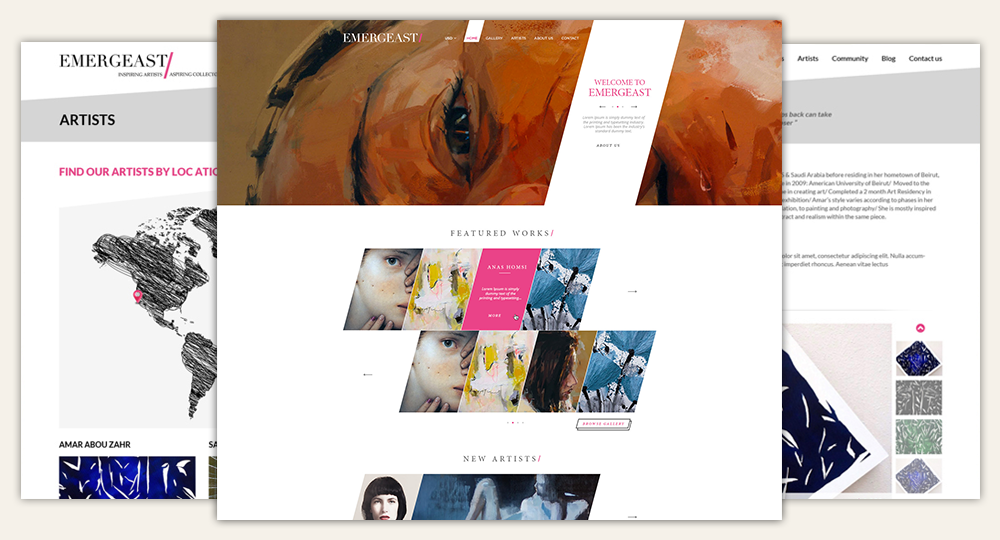 EMERGEAST/
INSPIRING ARTISTS ASPIRING COLLECTO
ARTISTS
FIND OUR ARTISTS BY LOC ATIO
AMAR ABOU ZAHR
SA
EMERGEAST/
USD
HOME
GALLERY
ARTISTS
ABOUT US
CONTACT
WELCOME TO
EMERGEAST
Lorem Ipsum is simply dummy text of
the printing and typesetting industry.
Lorem Ipsum has been the industry's
standard dummy text.
ABOUT US
FEATURED WORKS/
ANAS HOMSI
Lorem Ipsum is simply
dummy text of the
printing and typesetting...
MORE
BROWSE GALLERY
NEW ARTISTS/
Artists
Community
Blog
Contact us
back can take
& Saudi Arabia before residing in her hometown of Beirut,
in 2009: American University of Beirut/ Moved to the
in creating art/ Completed a 2 month Art Residency in
exhibition/ Amar's style varies according to phases in her
to painting and photography/ She is mostly inspired
and realism within the same piece.
sit amet, consectetur adipiscing elit. Nulla accum-
imperdiet rhoncus. Aenean vitae lectus